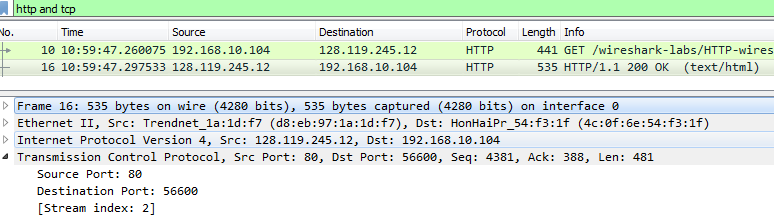 http and tcp
No. Time Source Destination Protocol Length Info
10 10:59:47.260075 192.168.10.104 128.119.245.12 HTTP 441 GET /wireshark-labs/HTTP-wires
16 10:59:47.297533 128.119.245.12 192.168.10.104 HTTP 535 HTTP/1.1 200 OK (text/html)
Frame 16: 535 bytes on wire (4280 bits), 535 bytes captured (4280 bits) on interface 0
Ethernet II, Src: Trendnet_1a:1d:f7 (d8:eb:97:1a:1d:f7), Dst: HonHaiPr_54:f3:1f (4c:0f:6e:54:f3:1f)
Internet Protocol Version 4, Src: 128.119.245.12, Dst: 192.168.10.104
Transmission Control Protocol, Src Port: 80, Dst Port: 56600, Seq: 4381, Ack: 388, Len: 481
Source Port: 80
Destination Port: 56600
[Stream index: 2]